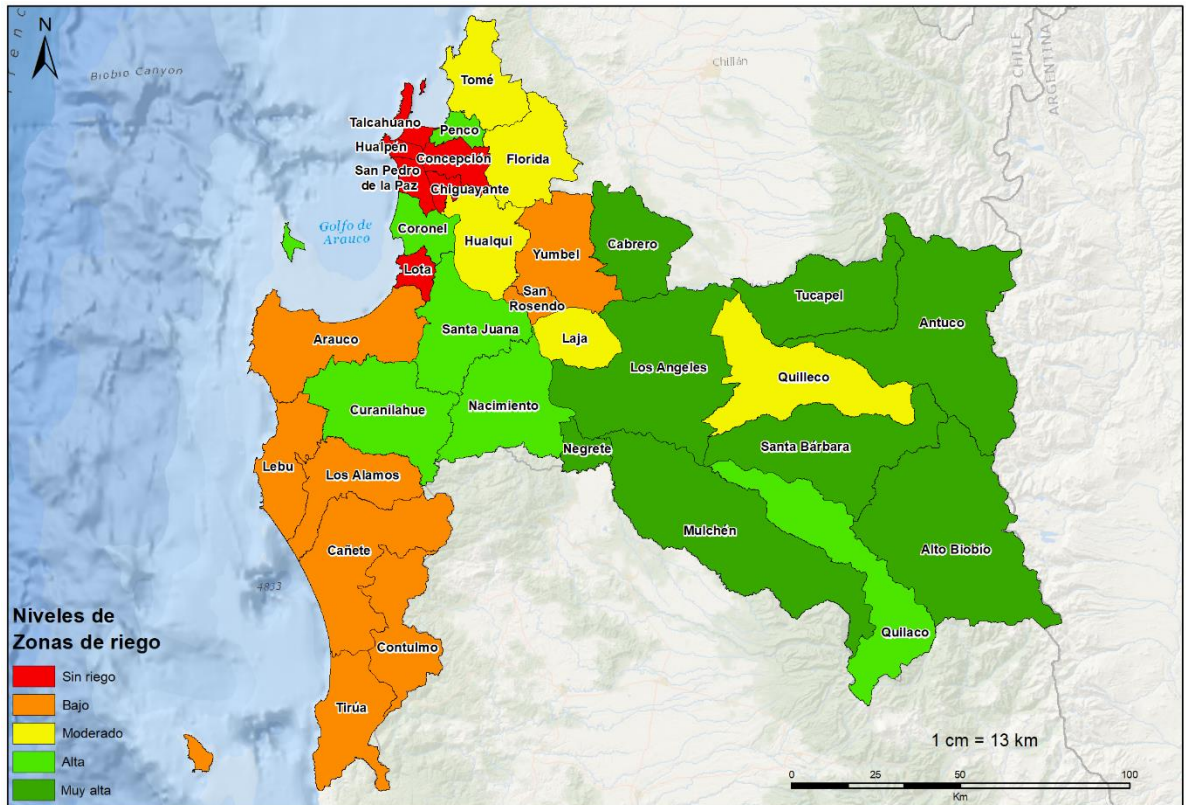 N
Biobio Canyon
Chillán
CHILE
ARGENTINA
Tomé
Talcahuano
Penco
Hualpén
Concepción
Florida
San Pedro
de la Paz
Chiguayante
Golfo de
Arauco
Coronel
Hualqui
Yumbel
Cabrero
Lota
San
Rosendo
Tucapel
Antuco
Arauco
Santa Juana
Laja
Los Angeles
Quilleco
Curanilahue
Nacimiento
Negrete
Santa Bárbara
Lebu
Los Alamos
Mulchén
Alto Biobío
Cañete
4833
Quilaco
Contulmo
Tirúa
Niveles de
Zonas de riego
Sin riego
Bajo
Moderado
Alta
Muy alta
1 cm = 13 km
0 25 50 100
Km